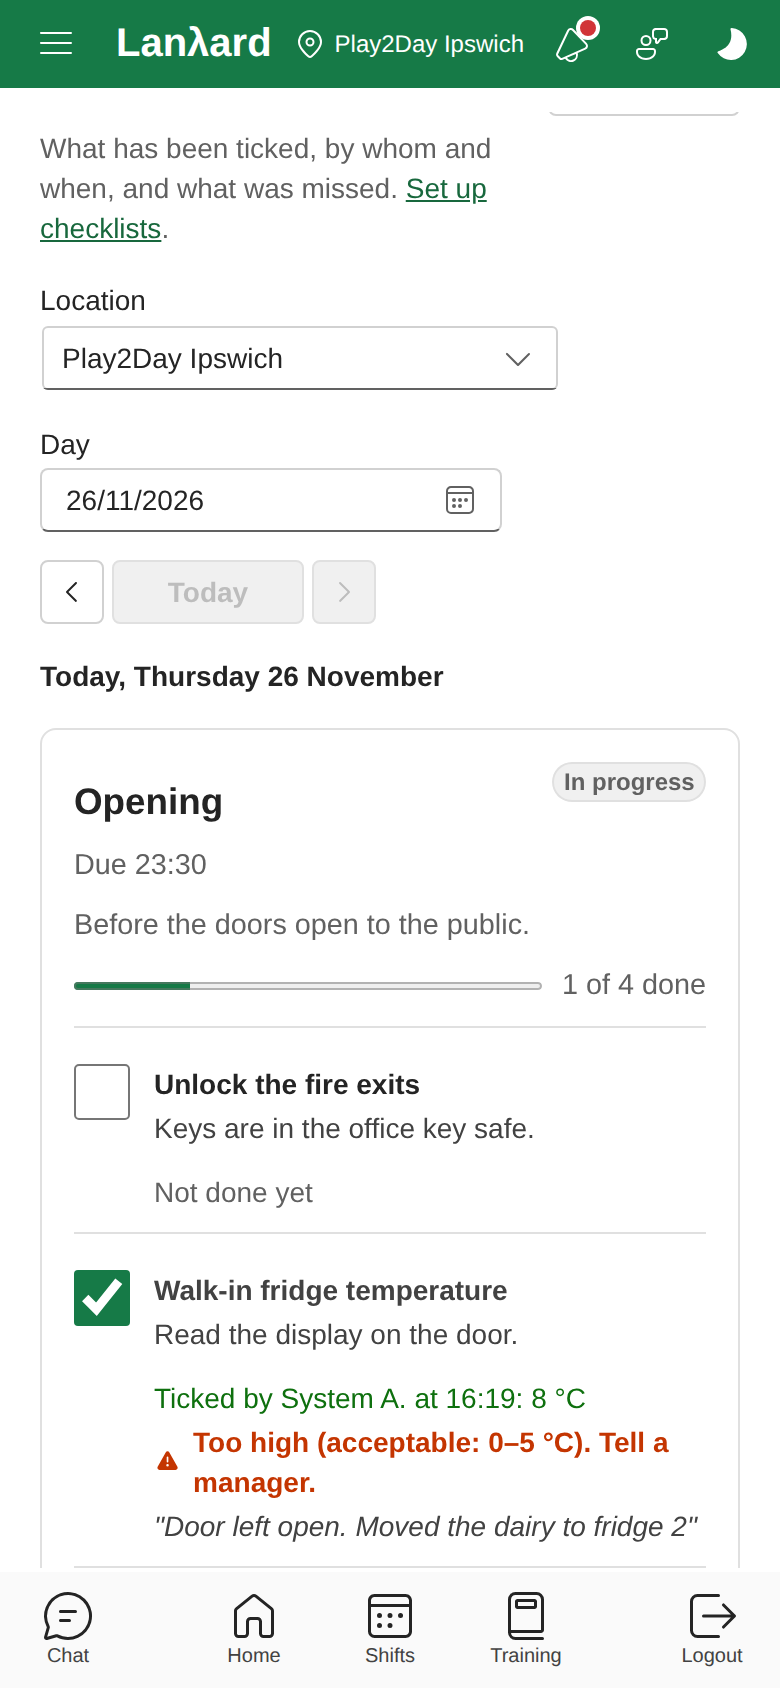 Lanλard
Play2Day Ipswich
What has been ticked, by whom and
when, and what was missed. Set up
checklists.
Location
Play2Day Ipswich
Day
26/11/2026
Today
Today, Thursday 26 November
In progress
Opening
Due 23:30
Before the doors open to the public.
1 of 4 done
Unlock the fire exits
Keys are in the office key safe.
Not done yet
Walk-in fridge temperature
Read the display on the door.
Ticked by System A. at 16:19: 8 °C
Too high (acceptable: 0–5 °C). Tell a
manager.
"Door left open. Moved the dairy to fridge 2"
Chat
Home
Shifts
Training
Logout